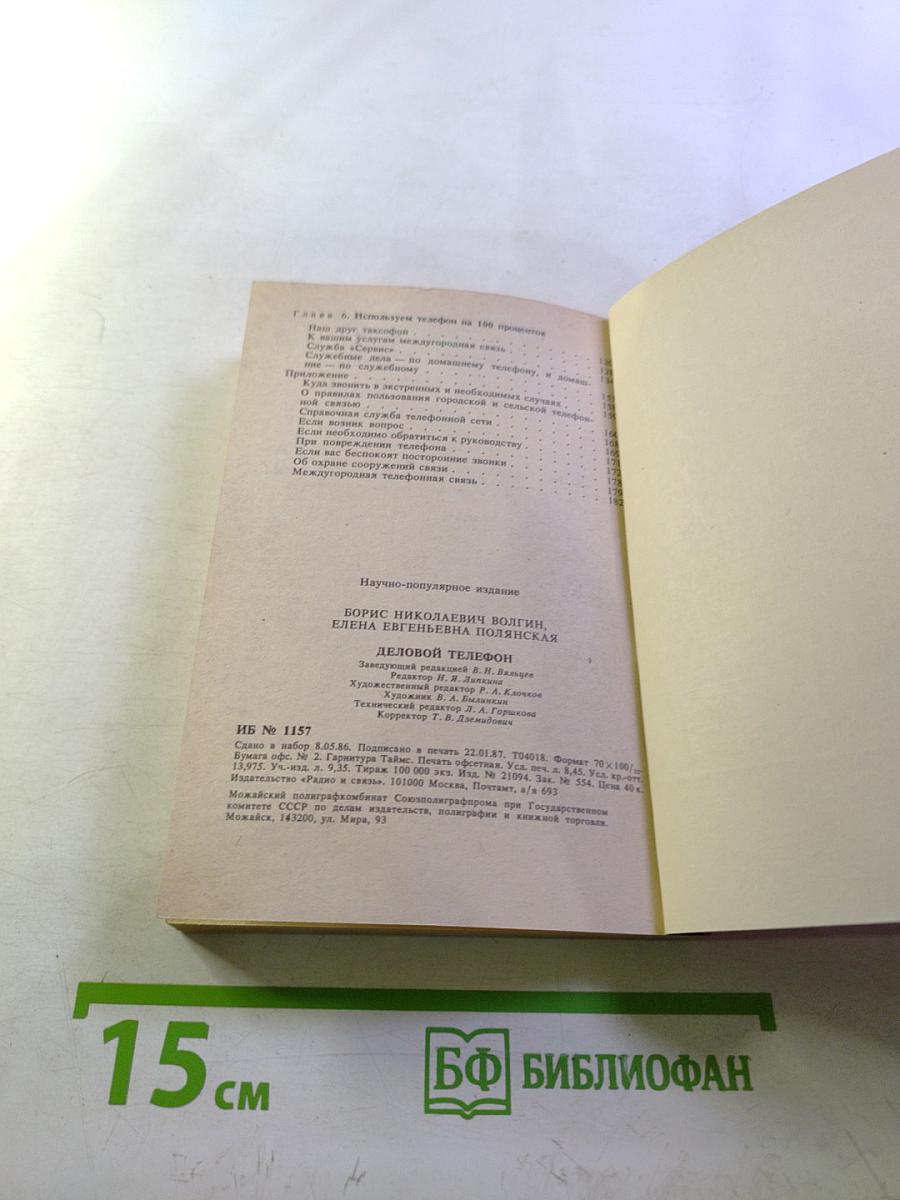 Глава 6. Используем телефон на 100 процентов
Наш друг таксофон
К вашим услугам междугородная связь
Служба «Сервис»
Служебные дела — по домашнему телефону, и домаш-
ние — по служебному
Приложение
Куда звонить в экстренных и необходимых случаях
О правилах пользования городской и сельской телефон-
ной связью
Справочная служба телефонной сети
Если возник вопрос
Если необходимо обратиться к руководству
При повреждении телефона
Если вас беспокоят посторонние звонки
Об охране сооружений связи
Междугородная телефонная связь
171
172
178
179
182
Научно-популярное издание
БОРИС НИКОЛАЕВИЧ ВОЛГИН,
ЕЛЕНА ЕВГЕНЬЕВНА ПОЛЯНСКАЯ
ДЕЛОВОЙ ТЕЛЕФОН
Заведующий редакцией В. Н. Вяльцев
Редактор Н. Я. Липкина
Художественный редактор Р. А. Клочков
Художник В. А. Былинкин
Технический редактор Л. А. Горшкова
Корректор Т. В. Дземидович
ИБ № 1157
Сдано в набор 8.05.86. Подписано в печать 22.01.87. Т04018. Формат 70×100/
Бумага офс. № 2. Гарнитура Таймс. Печать офсетная. Усл. печ. л. 8,45. Усл. кр.-отт.
13,975. Уч.-изд. л. 9,35. Тираж 100 000 экз. Изд. № 21094. Зак. № 554. Цена 40 к.
Издательство «Радио и связь». 101000 Москва, Почтамт, а/я 693
Можайский полиграфкомбинат Союзполиграфпрома при Государственном
комитете СССР по делам издательств, полиграфии и книжной торговли.
Можайск, 143200, ул. Мира, 93
15 см
БФ БИБЛИОФАН